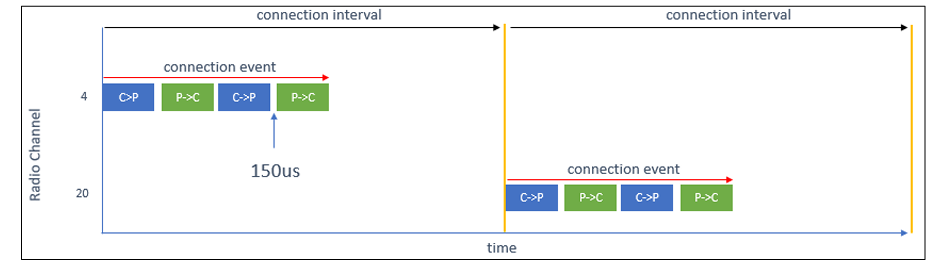 connection interval
connection interval
connection event
4
C>P
P->C
C->P
P->C
150us
Radio Channel
connection event
20
C->P
P->C
C->P
P->C
time